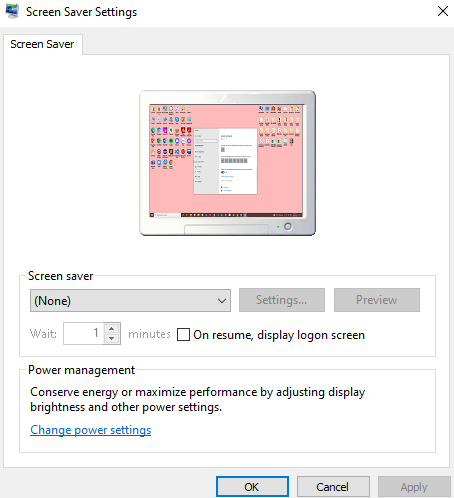 Screen Saver Settings
Screen Saver
Screen saver
(None)
Settings...
Preview
Wait:
1
minutes
On resume, display logon screen
Power management
Conserve energy or maximize performance by adjusting display
brightness and other power settings.
Change power settings
OK
Cancel
Apply